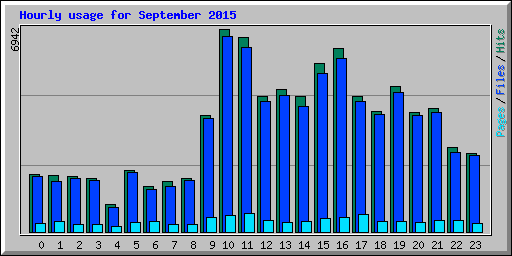 Hourly usage for September 2015
6942
Pages / Files / Hits
0 1 2 3 4 5 6 7 8 9 10 11 12 13 14 15 16 17 18 19 20 21 22 23